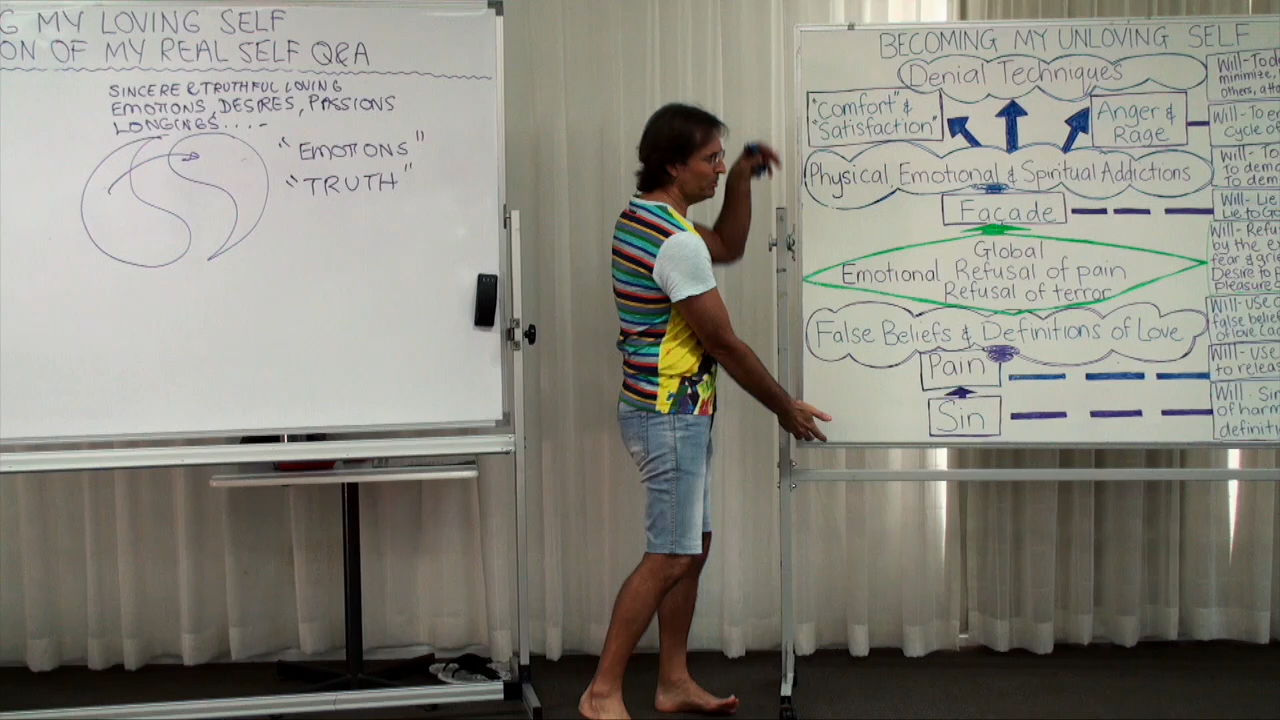 G MY LOVING SELF
ON OF MY REAL SELF Q&A
SINCERE & TRUTHFUL LOVING
EMOTIONS, DESIRES, PASSIONS
LONGINGS.....-
"EMOTIONS"
"TRUTH"
BECOMING MY UNLOVING SELF
Denial Techniques
"Comfort" &
"Satisfaction"
Anger &
Rage
Physical Emotional & Spiritual Addictions
Façade
Global
Emotional Refusal of pain
Refusal of terror
False Beliefs & Definitions of Love
Pain
Sin
Will - To
minimize,
others, atta
Will - To e
cycle of
Will - To
To dema
To dem
Will - Lie
Lie to G
Will - Refu
by the e
fear & grie
Desire to
pleasure
Will - use
false belie
of love
Will - use
to relea
Will - Sin
of harm
definiti